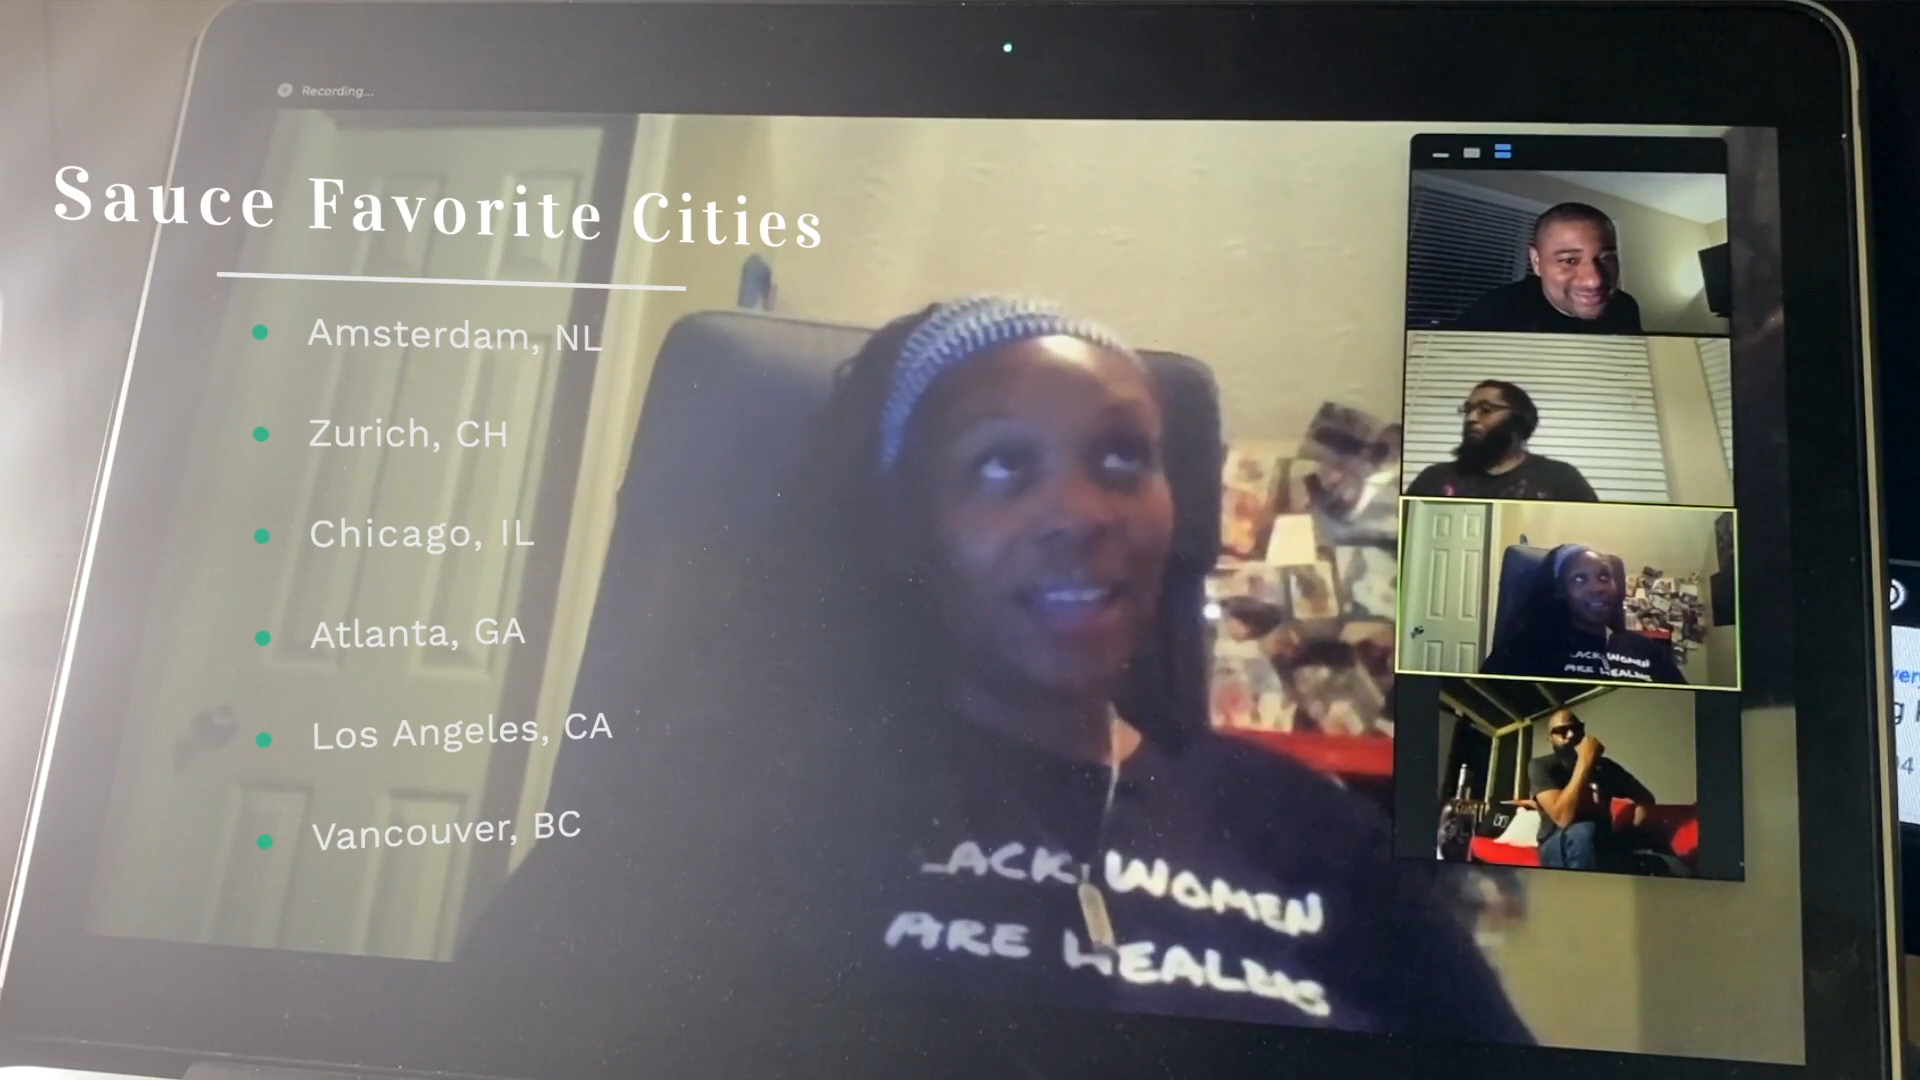 Recording...
Sauce Favorite Cities
Amsterdam, NL
Zurich, CH
Chicago, IL
Atlanta, GA
Los Angeles, CA
Vancouver, BC
ACK WOMEN
ARE HEALING